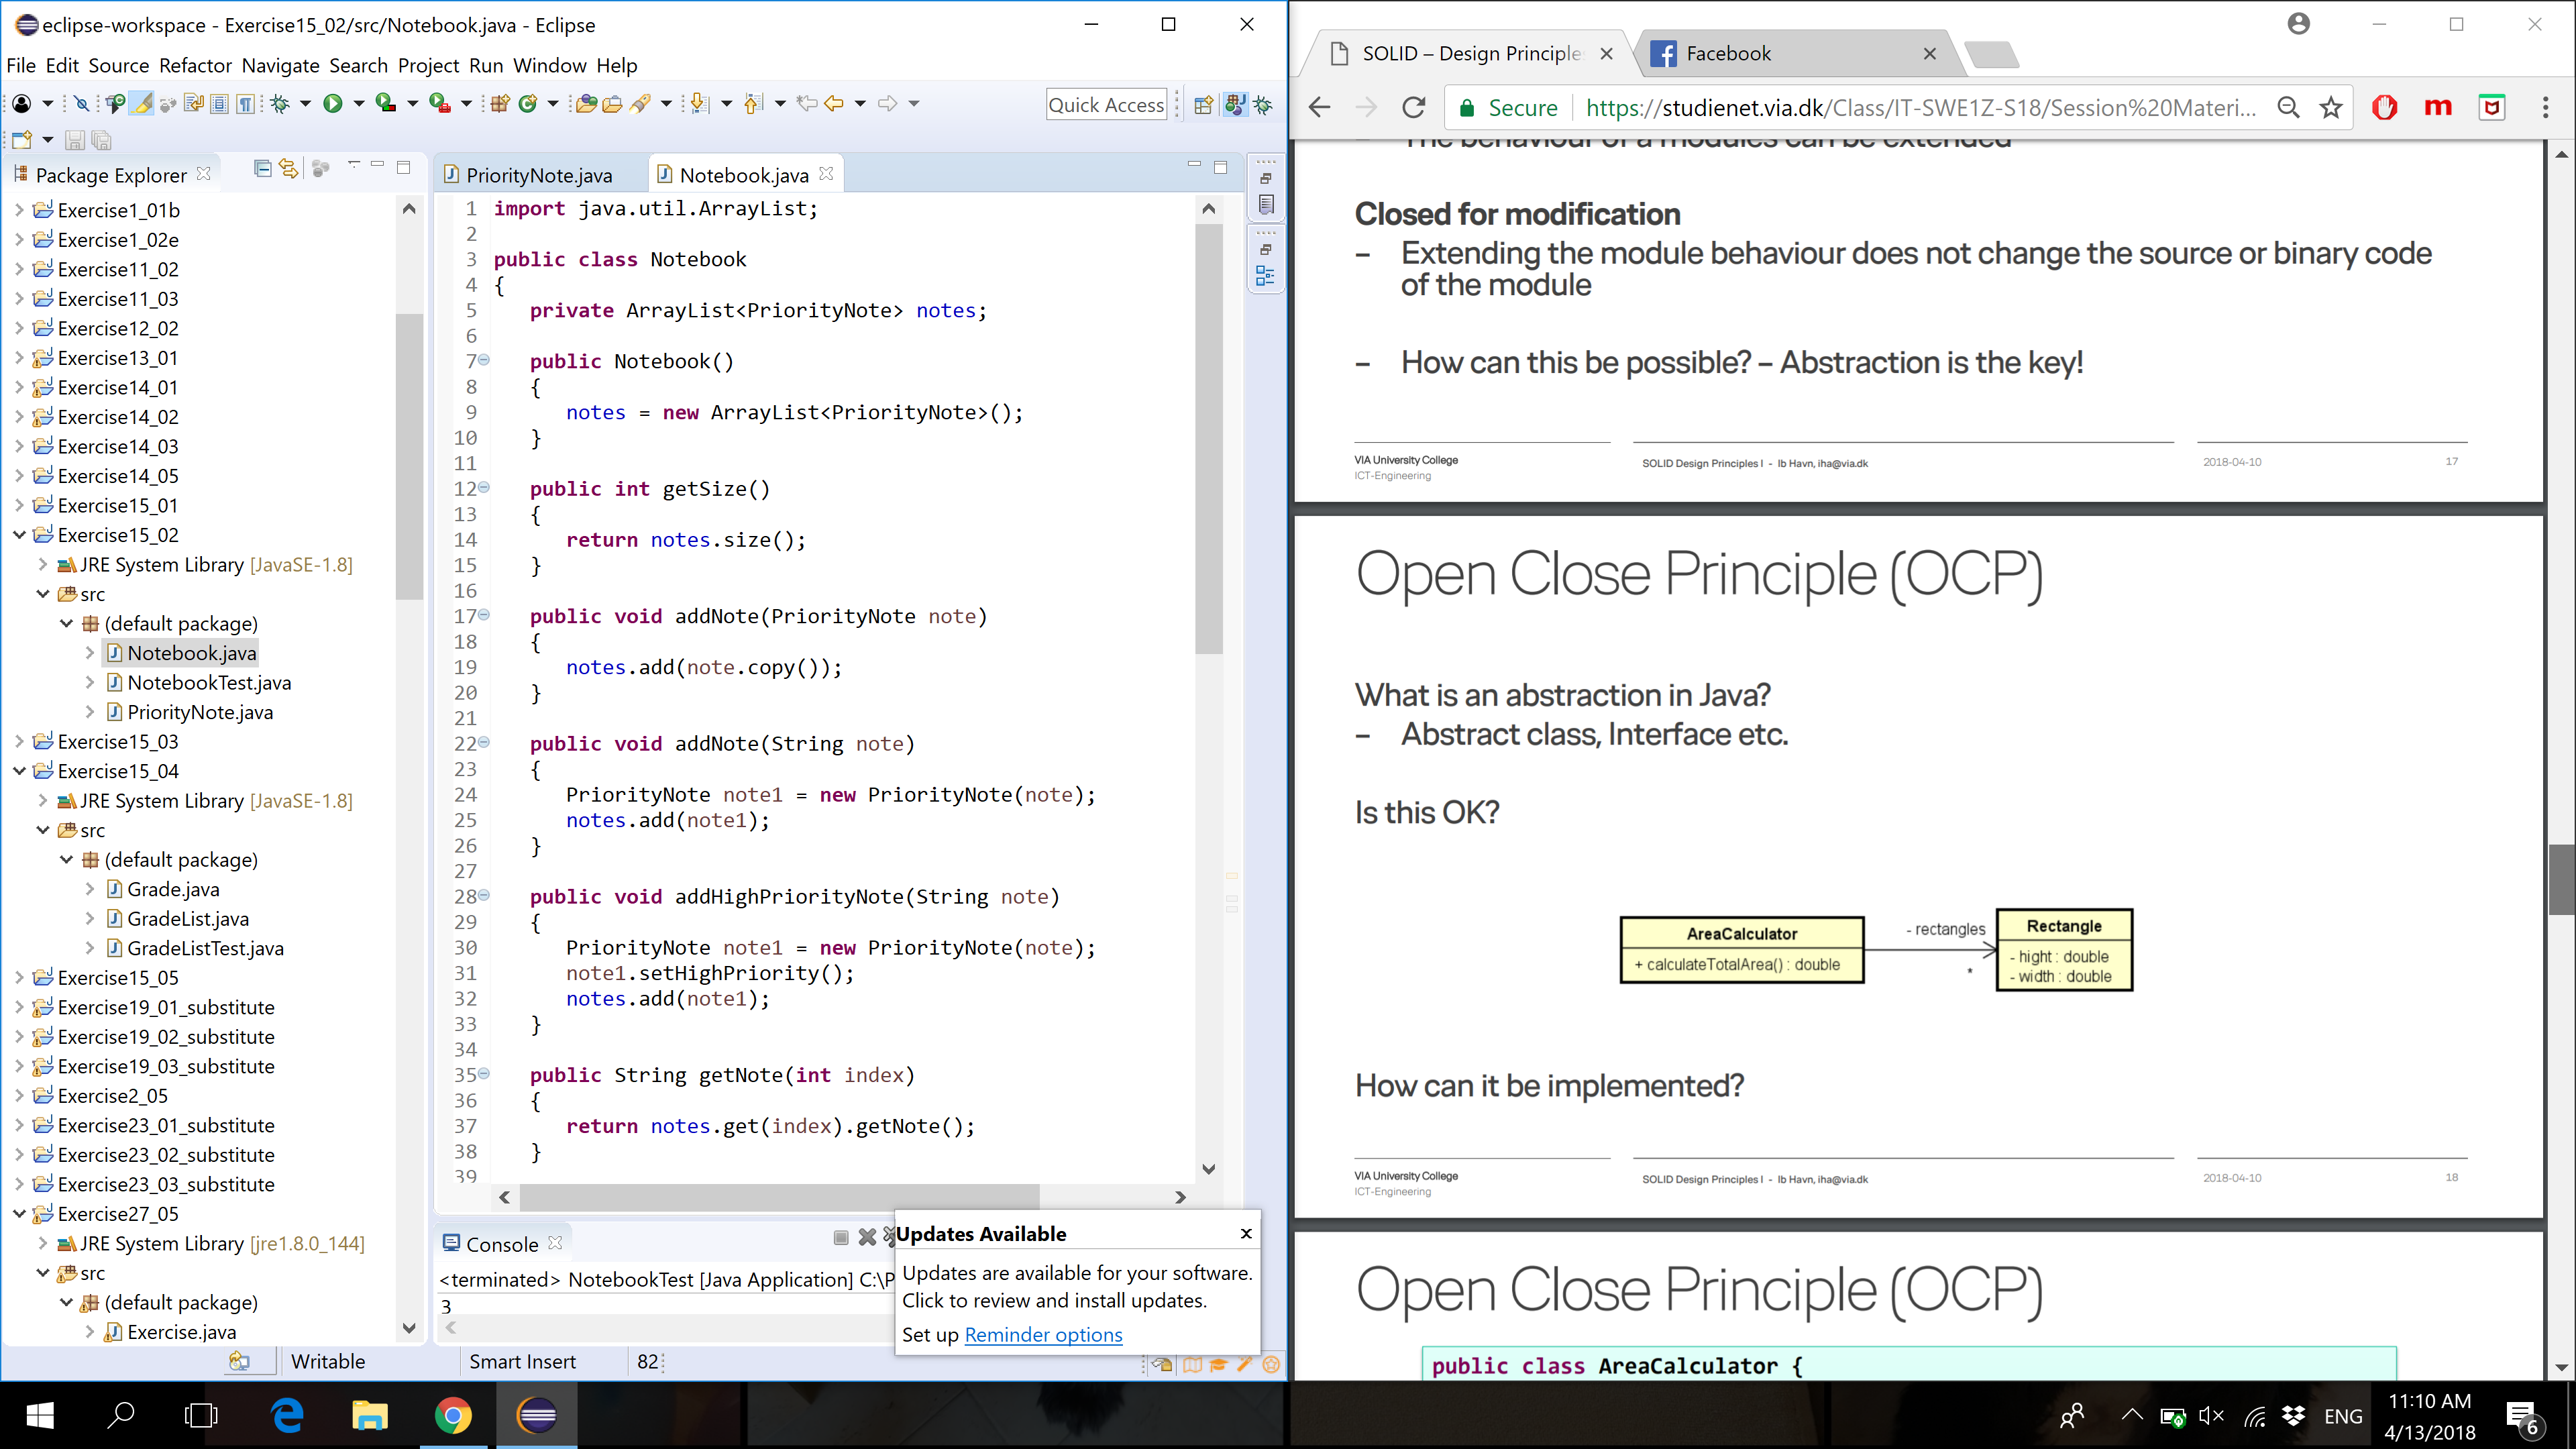 eclipse-workspace - Exercise15_02/src/Notebook.java - Eclipse
File Edit Source Refactor Navigate Search Project Run Window Help
Quick Access
Package Explorer
Exercise1_01b
Exercise1_02e
Exercise11_02
Exercise11_03
Exercise12_02
Exercise13_01
Exercise14_01
Exercise14_02
Exercise14_03
Exercise14_05
Exercise15_01
Exercise15_02
JRE System Library [JavaSE-1.8]
src
(default package)
Notebook.java
NotebookTest.java
PriorityNote.java
Exercise15_03
Exercise15_04
JRE System Library [JavaSE-1.8]
src
(default package)
Grade.java
GradeList.java
GradeListTest.java
Exercise15_05
Exercise19_01_substitute
Exercise19_02_substitute
Exercise19_03_substitute
Exercise2_05
Exercise23_01_substitute
Exercise23_02_substitute
Exercise23_03_substitute
Exercise27_05
JRE System Library [jre1.8.0_144]
src
(default package)
Exercise.java
PriorityNote.java
Notebook.java
1 import java.util.ArrayList;
2
3 public class Notebook
4 {
5 private ArrayList<PriorityNote> notes;
6
7 public Notebook()
8 {
9 notes = new ArrayList<PriorityNote>();
10 }
11
12 public int getSize()
13 {
14 return notes.size();
15 }
16
17 public void addNote(PriorityNote note)
18 {
19 notes.add(note.copy());
20 }
21
22 public void addNote(String note)
23 {
24 PriorityNote note1 = new PriorityNote(note);
25 notes.add(note1);
26 }
27
28 public void addHighPriorityNote(String note)
29 {
30 PriorityNote note1 = new PriorityNote(note);
31 note1.setHighPriority();
32 notes.add(note1);
33 }
34
35 public String getNote(int index)
36 {
37 return notes.get(index).getNote();
38 }
39
Console
<terminated> NotebookTest [Java Application] C:\P
3
Updates Available
Updates are available for your software.
Click to review and install updates.
Set up Reminder options
Writable
Smart Insert
82
SOLID – Design Principle
Facebook
Secure
https://studienet.via.dk/Class/IT-SWE1Z-S18/Session%20Materi...
- The behaviour of a modules can be extended
Closed for modification
– Extending the module behaviour does not change the source or binary code
of the module
– How can this be possible? – Abstraction is the key!
VIA University College
ICT-Engineering
SOLID Design Principles I - Ib Havn, iha@via.dk
2018-04-10
17
Open Close Principle (OCP)
What is an abstraction in Java?
– Abstract class, Interface etc.
Is this OK?
AreaCalculator
+ calculateTotalArea() : double
- rectangles
*
Rectangle
- hight : double
- width : double
How can it be implemented?
VIA University College
ICT-Engineering
SOLID Design Principles I - Ib Havn, iha@via.dk
2018-04-10
18
Open Close Principle (OCP)
public class AreaCalculator {
ENG
11:10 AM
4/13/2018
6